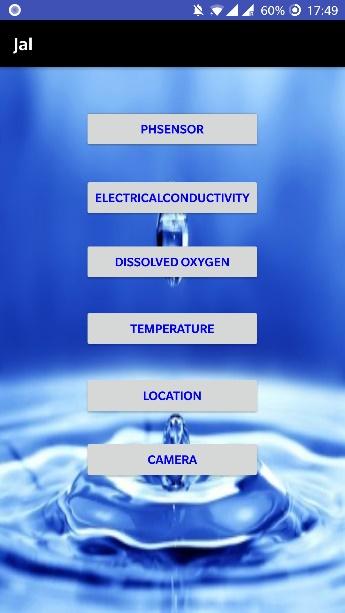 60% 17:49
Jal
PHSENSOR
ELECTRICALCONDUCTIVITY
DISSOLVED OXYGEN
TEMPERATURE
LOCATION
CAMERA